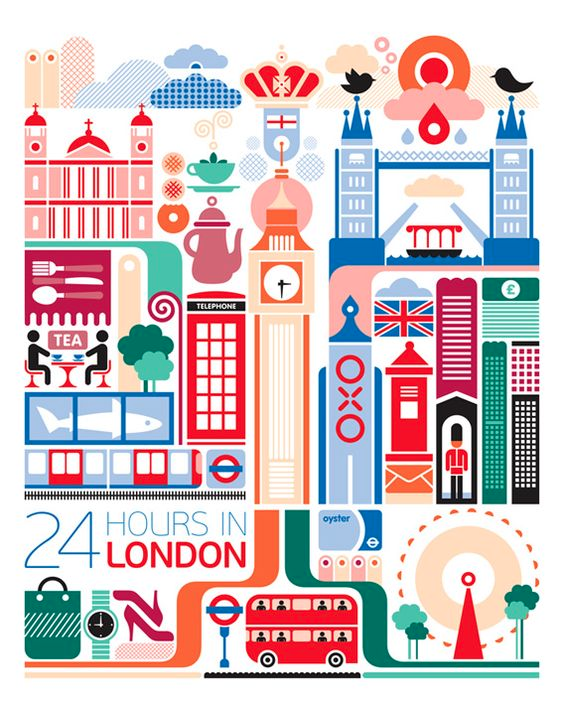 TELEPHONE
£
TEA
OXO
24 HOURS IN
LONDON
oyster